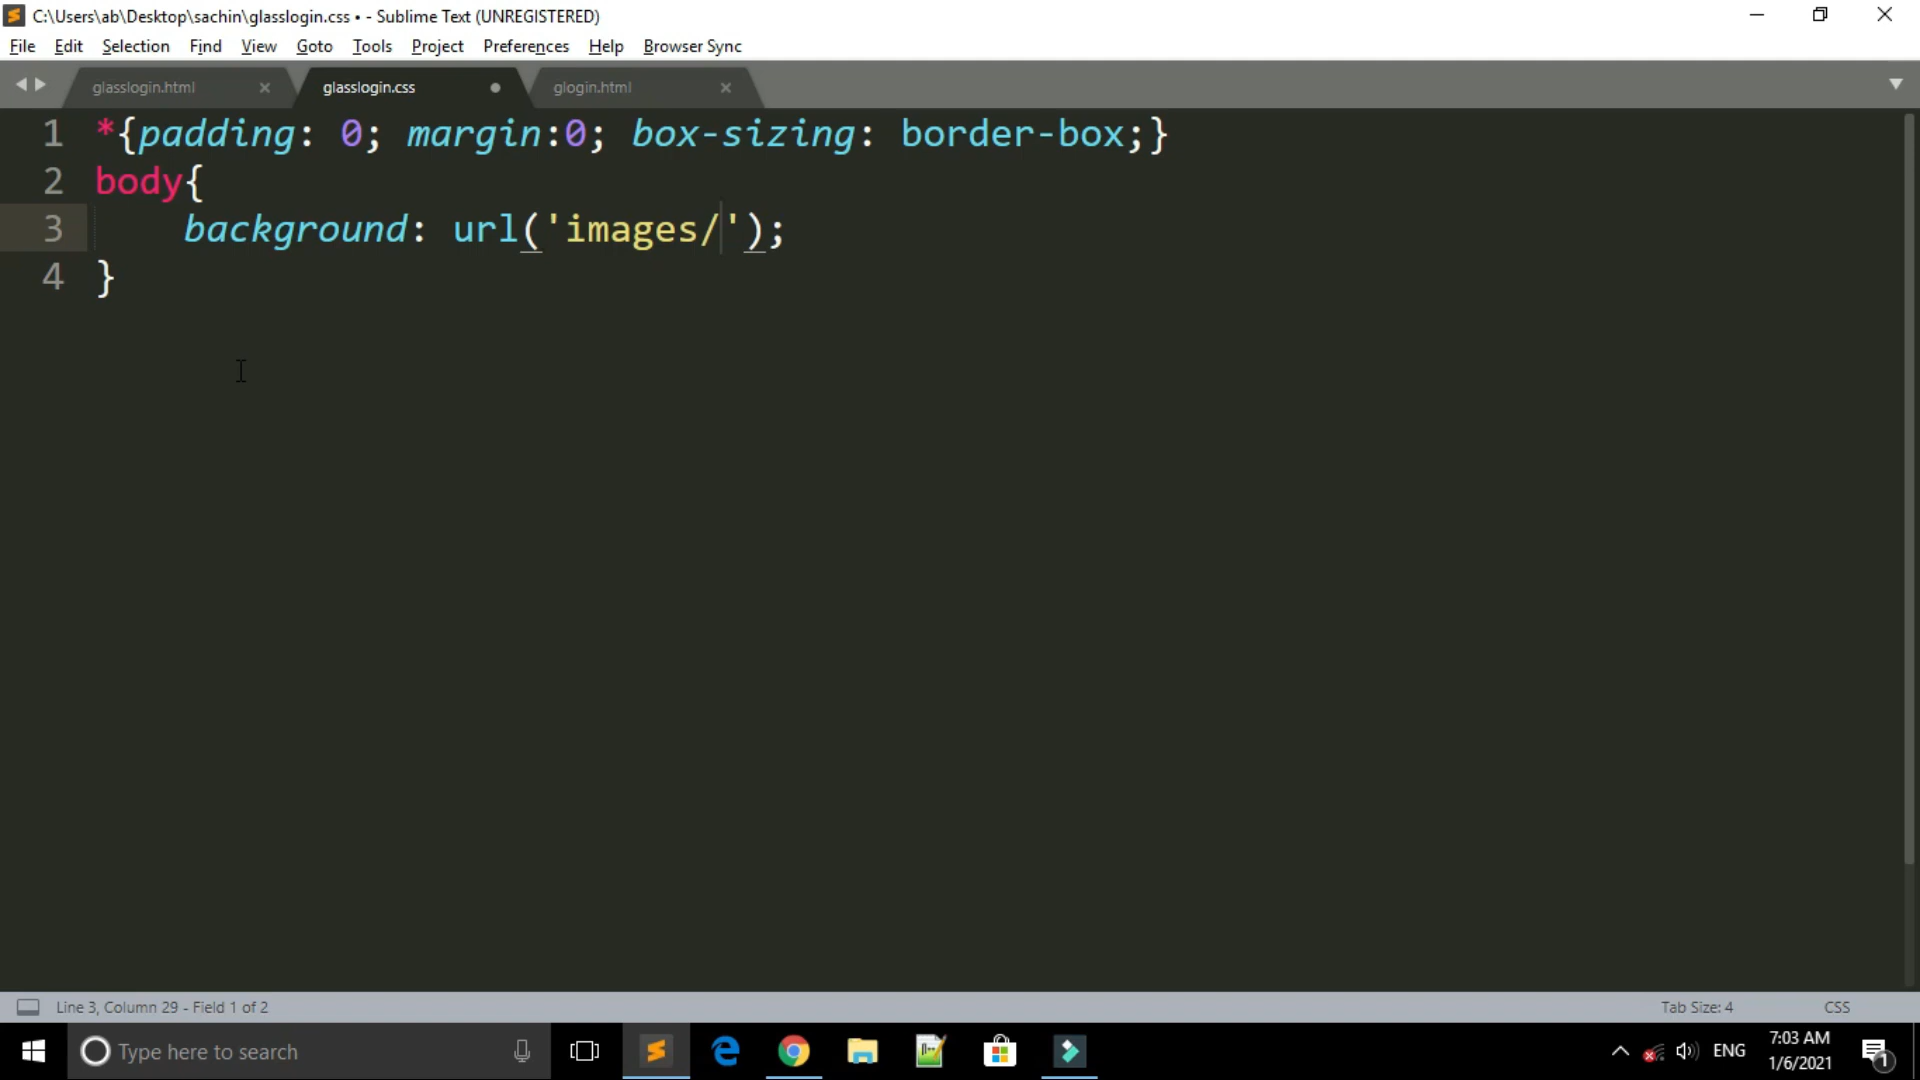 C:\Users\ab\Desktop\sachin\glasslogin.css • - Sublime Text (UNREGISTERED)
File Edit Selection Find View Goto Tools Project Preferences Help Browser Sync
glasslogin.html glasslogin.css glogin.html
1 *{padding: 0; margin:0; box-sizing: border-box;}
2 body{
3 background: url('images/');
4 }
Line 3, Column 29 - Field 1 of 2 Tab Size: 4 CSS
Type here to search ENG 7:03 AM
1/6/2021 1